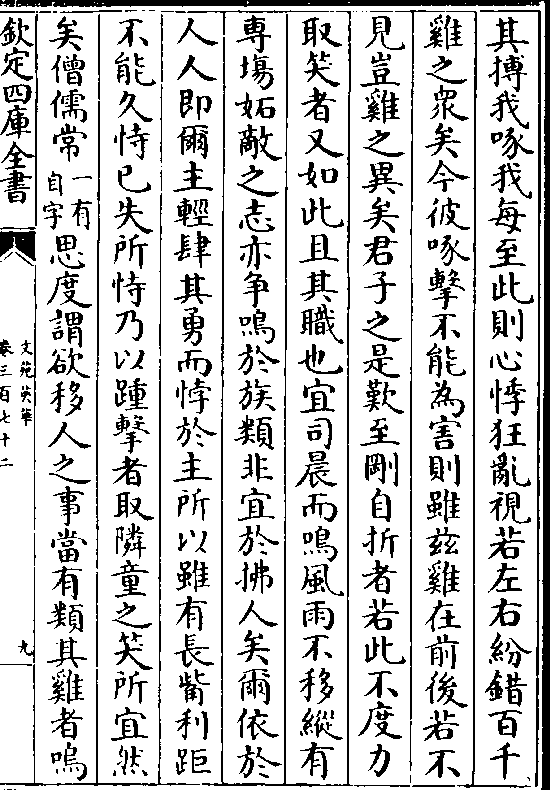 其搏我啄我每至此則心悸狂亂視若左右紛錯百千
雞之衆矣今彼啄擊不能為害則雖兹雞在前後若不
見豈雞之異矣君子之是歎至剛自折者若此不度力
取笑者又如此且其職也宜司晨而鳴風雨不移縱有
専場妬敵之志亦争鳴於族類非宜於拂人矣爾依於
人人即爾主輕肆其勇而悖於主所以雖有長觜利距
不能久恃已失所恃乃以踵擊者取隣童之笑所宜然
矣僧儒常一有自字思度謂欲移人之事當有類其雞者嗚
欽定四庫全書
文苑英華
卷三百七十二
九